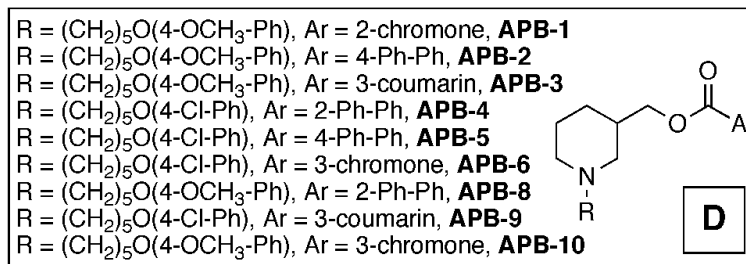 R = (CH2)5O(4-OCH3-Ph), Ar = 2-chromone, APB-1
R = (CH2)5O(4-OCH3-Ph), Ar = 4-Ph-Ph, APB-2
R = (CH2)5O(4-OCH3-Ph), Ar = 3-coumarin, APB-3
R = (CH2)5O(4-Cl-Ph), Ar = 2-Ph-Ph, APB-4
R = (CH2)5O(4-Cl-Ph), Ar = 4-Ph-Ph, APB-5
R = (CH2)5O(4-Cl-Ph), Ar = 3-chromone, APB-6
R = (CH2)5O(4-OCH3-Ph), Ar = 2-Ph-Ph, APB-8
R = (CH2)5O(4-Cl-Ph), Ar = 3-coumarin, APB-9
R = (CH2)5O(4-OCH3-Ph), Ar = 3-chromone, APB-10
O
O
A
N
R
D